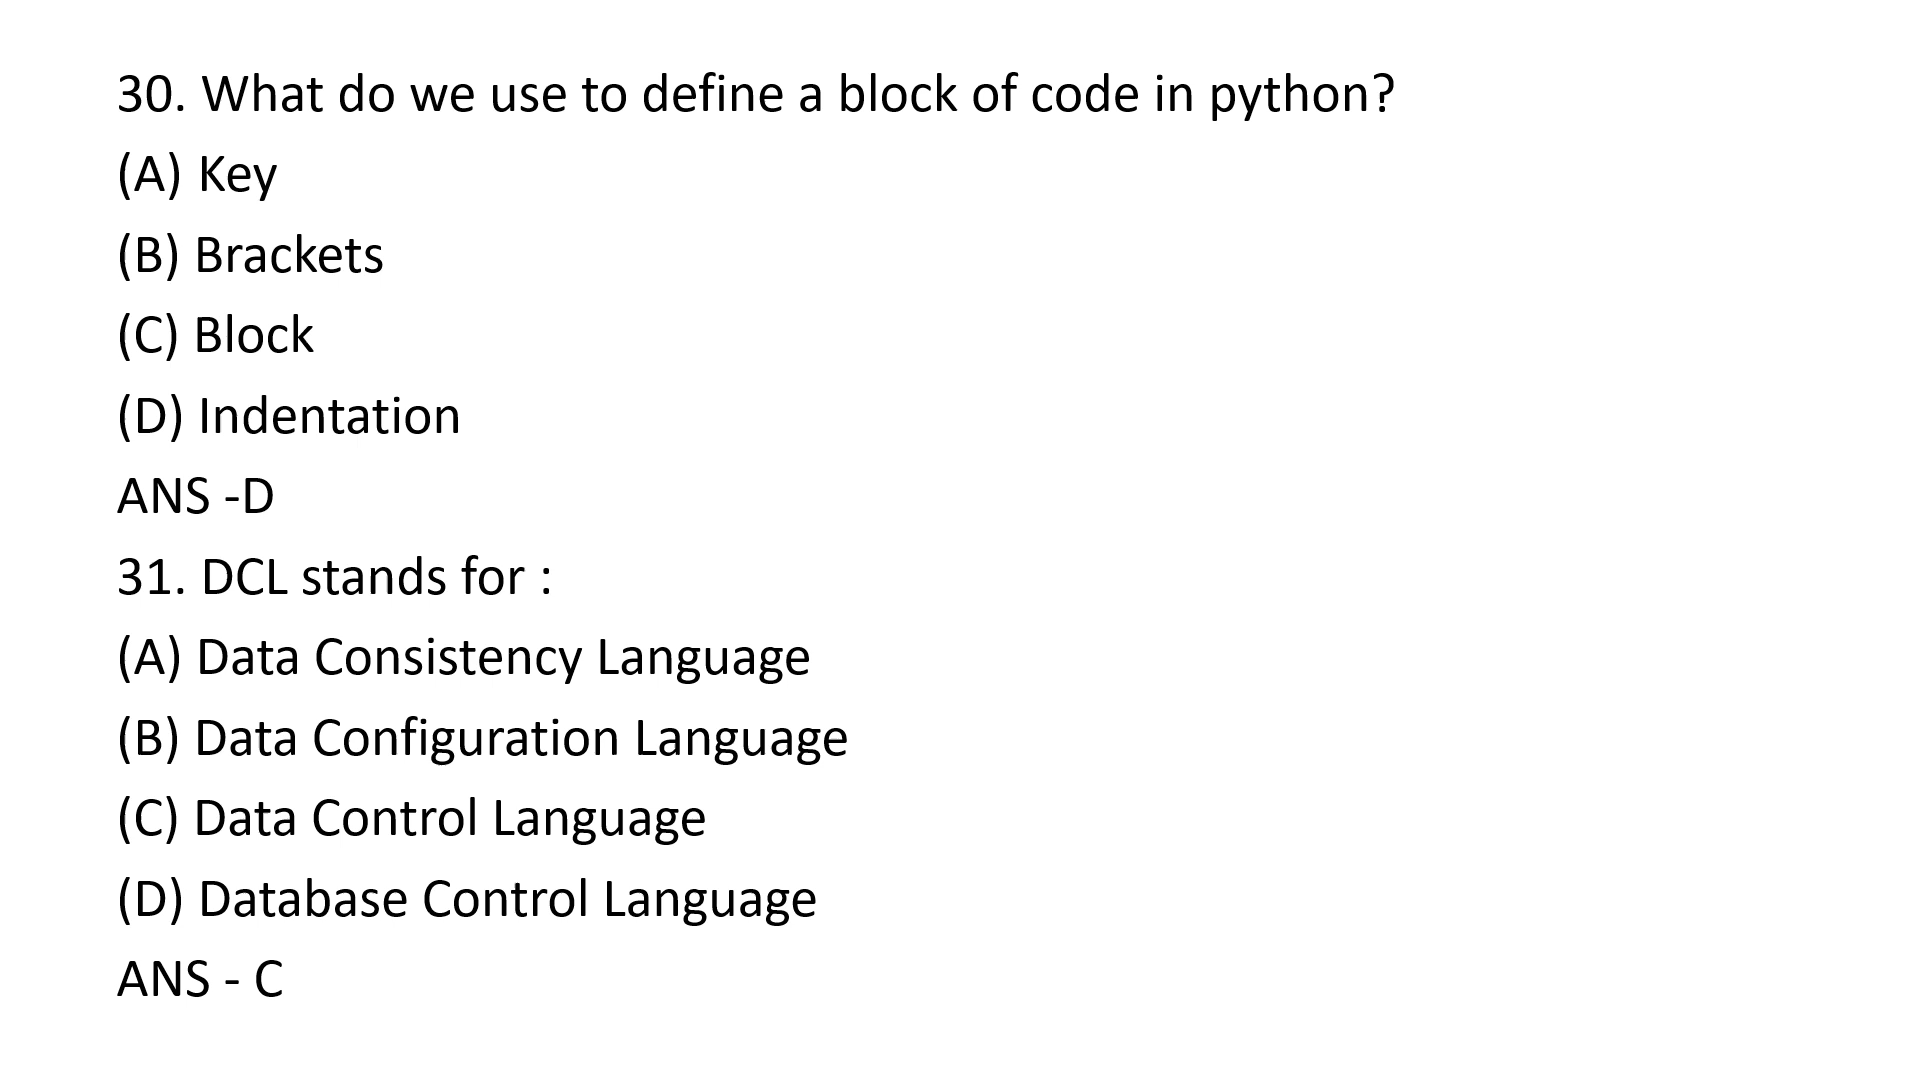 30. What do we use to define a block of code in python?
(A) Key
(B) Brackets
(C) Block
(D) Indentation
ANS -D
31. DCL stands for :
(A) Data Consistency Language
(B) Data Configuration Language
(C) Data Control Language
(D) Database Control Language
ANS - C